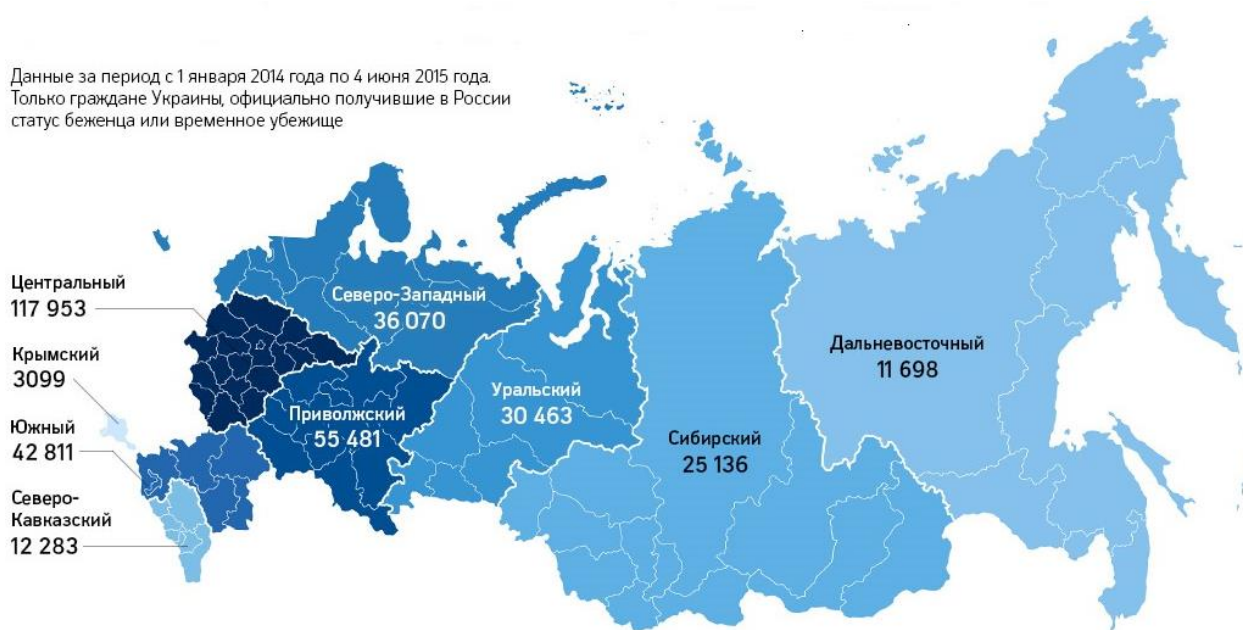 Данные за период с 1 января 2014 года по 4 июня 2015 года.
Только граждане Украины, официально получившие в России
статус беженца или временное убежище
Центральный
117 953
Крымский
3099
Южный
42 811
Северо-
Кавказский
12 283
Северо-Западный
36 070
Приволжский
55 481
Уральский
30 463
Сибирский
25 136
Дальневосточный
11 698